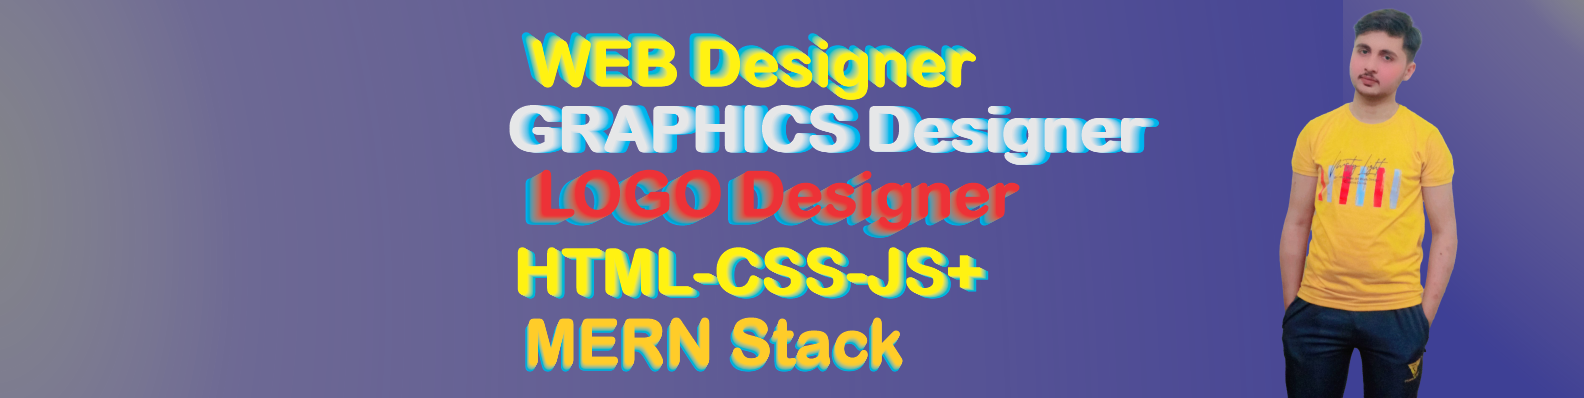 WEB Designer
GRAPHICS Designer
LOGO Designer
HTML-CSS-JS+
MERN Stack